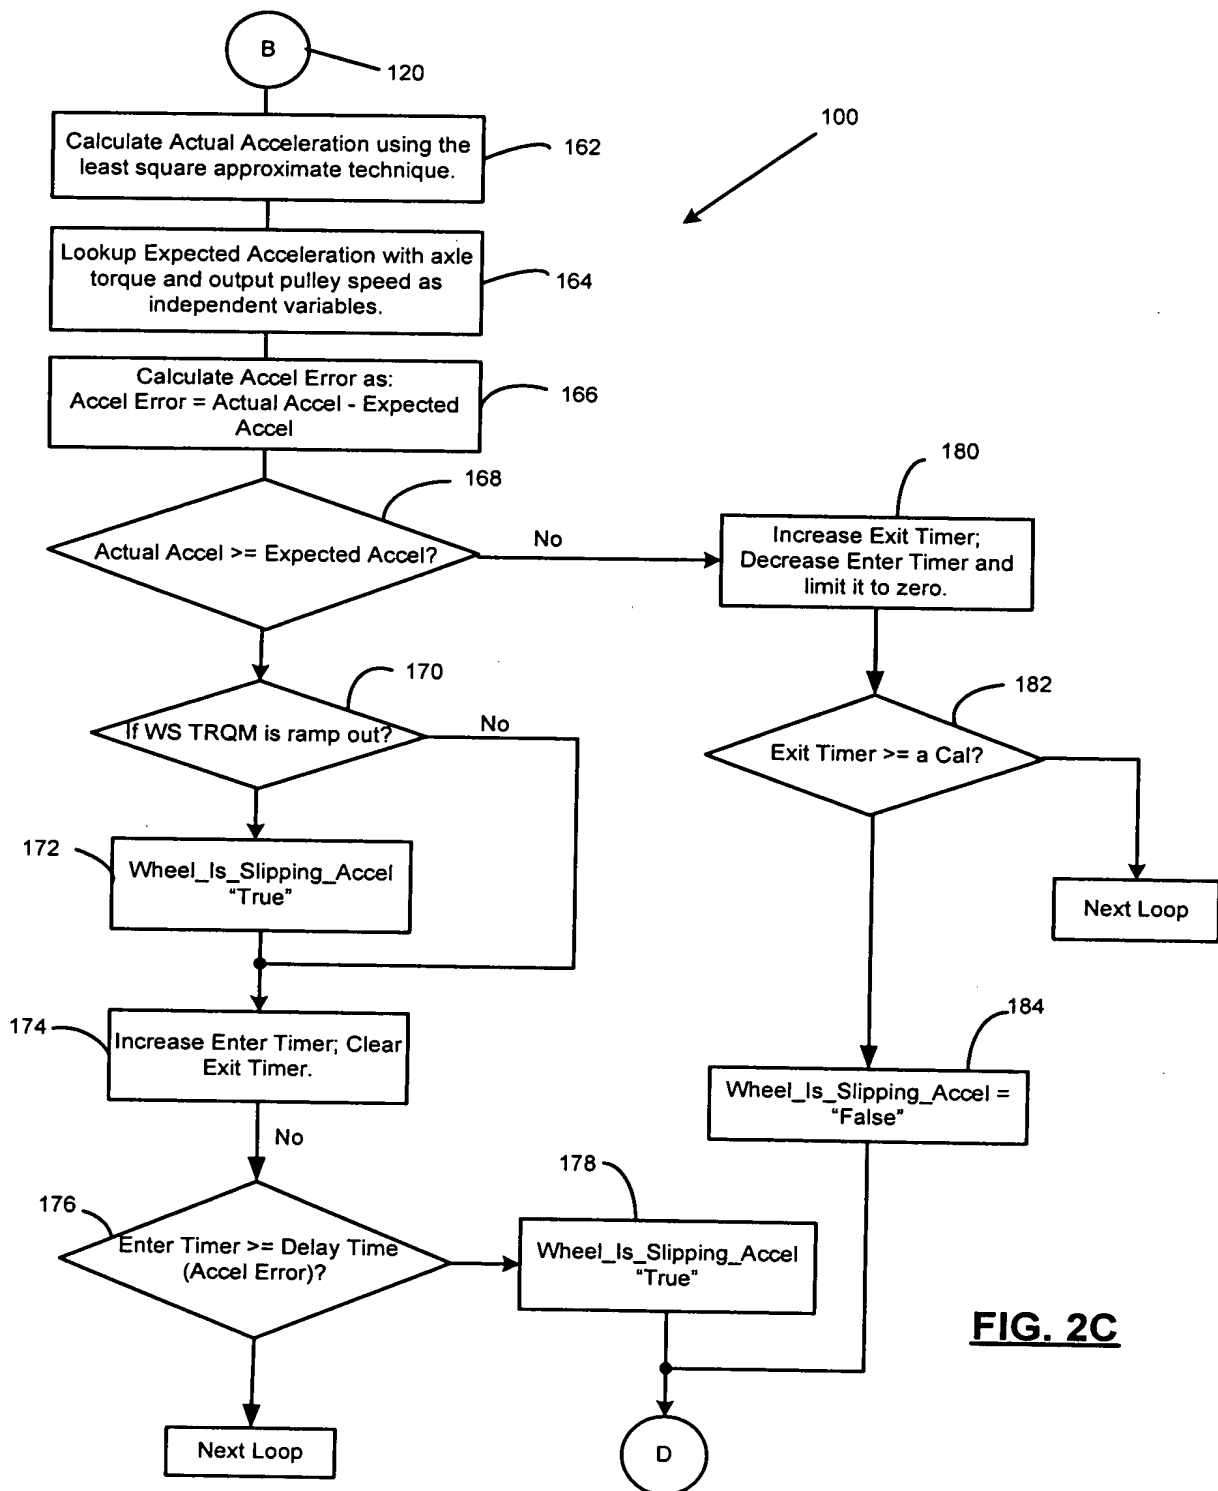 B
120
Calculate Actual Acceleration using the
least square approximate technique.
162
100
Lookup Expected Acceleration with axle
torque and output pulley speed as
independent variables.
164
Calculate Accel Error as:
Accel Error = Actual Accel - Expected
Accel
166
168
Actual Accel >= Expected Accel?
No
180
Increase Exit Timer;
Decrease Enter Timer and
limit it to zero.
170
If WS TRQM is ramp out?
No
182
Exit Timer >= a Cal?
172
Wheel_Is_Slipping_Accel
“True”
Next Loop
174
Increase Enter Timer; Clear
Exit Timer.
No
184
Wheel_Is_Slipping_Accel =
“False”
176
Enter Timer >= Delay Time
(Accel Error)?
178
Wheel_Is_Slipping_Accel
“True”
FIG. 2C
Next Loop
D